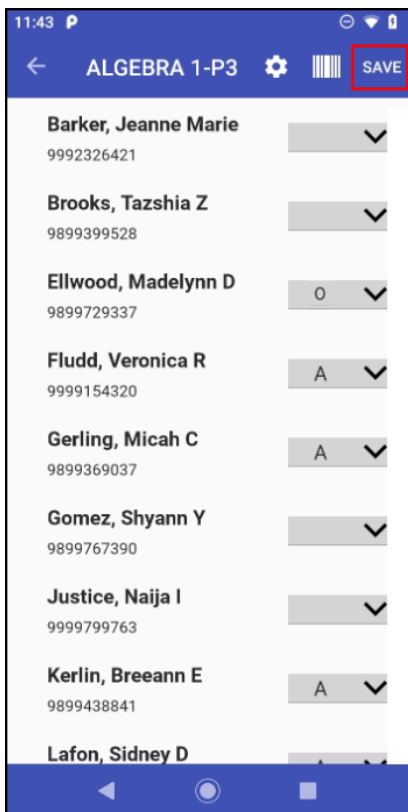 11:43 P
ALGEBRA 1-P3 SAVE
Barker, Jeanne Marie
9992326421
Brooks, Tazshia Z
9899399528
Ellwood, Madelynn D
O
9899729337
Fludd, Veronica R
A
9999154320
Gerling, Micah C
A
9899369037
Gomez, Shyann Y
9899767390
Justice, Naija I
9999799763
Kerlin, Breeann E
A
9899438841
Lafon, Sidney D